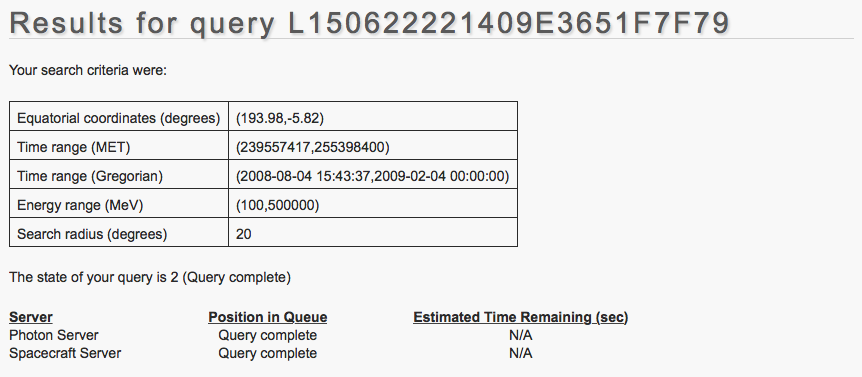 Results for query L150622221409E3651F7F79
Your search criteria were:
Equatorial coordinates (degrees) (193.98,-5.82)
Time range (MET) (239557417,255398400)
Time range (Gregorian) (2008-08-04 15:43:37,2009-02-04 00:00:00)
Energy range (MeV) (100,500000)
Search radius (degrees) 20
The state of your query is 2 (Query complete)
Server Position in Queue Estimated Time Remaining (sec)
Photon Server Query complete N/A
Spacecraft Server Query complete N/A